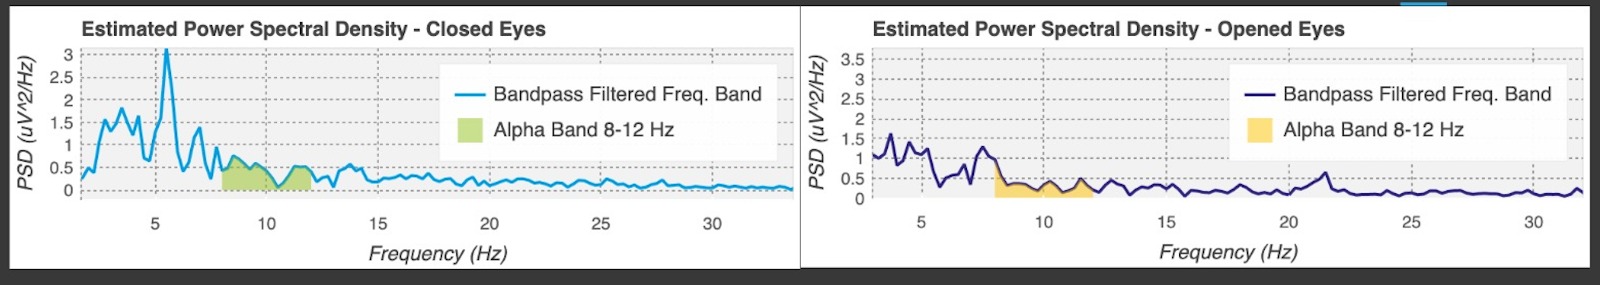 Estimated Power Spectral Density - Closed Eyes
PSD (uV^2/Hz)
3
2.5
2
1.5
1
0.5
0
Bandpass Filtered Freq. Band
Alpha Band 8-12 Hz
5 10 15 20 25 30
Frequency (Hz)
Estimated Power Spectral Density - Opened Eyes
PSD (uV^2/Hz)
3.5
3
2.5
2
1.5
1
0.5
0
Bandpass Filtered Freq. Band
Alpha Band 8-12 Hz
5 10 15 20 25 30
Frequency (Hz)